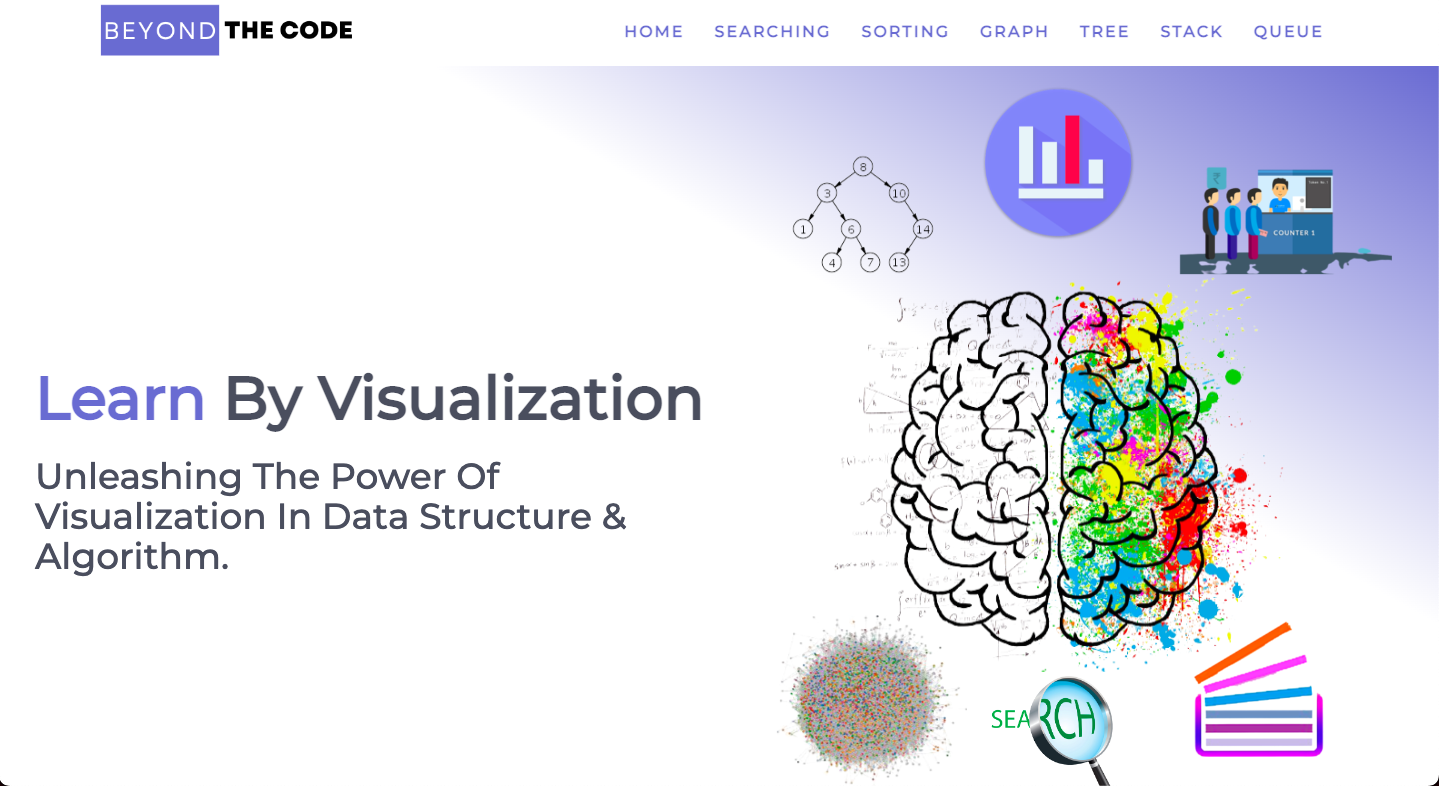 BEYOND THE CODE
HOME SEARCHING SORTING GRAPH TREE STACK QUEUE
8
3 10
1 6 14
4 7 13
COUNTER 1
Learn By Visualization
Unleashing The Power Of
Visualization In Data Structure &
Algorithm.
SEARCH